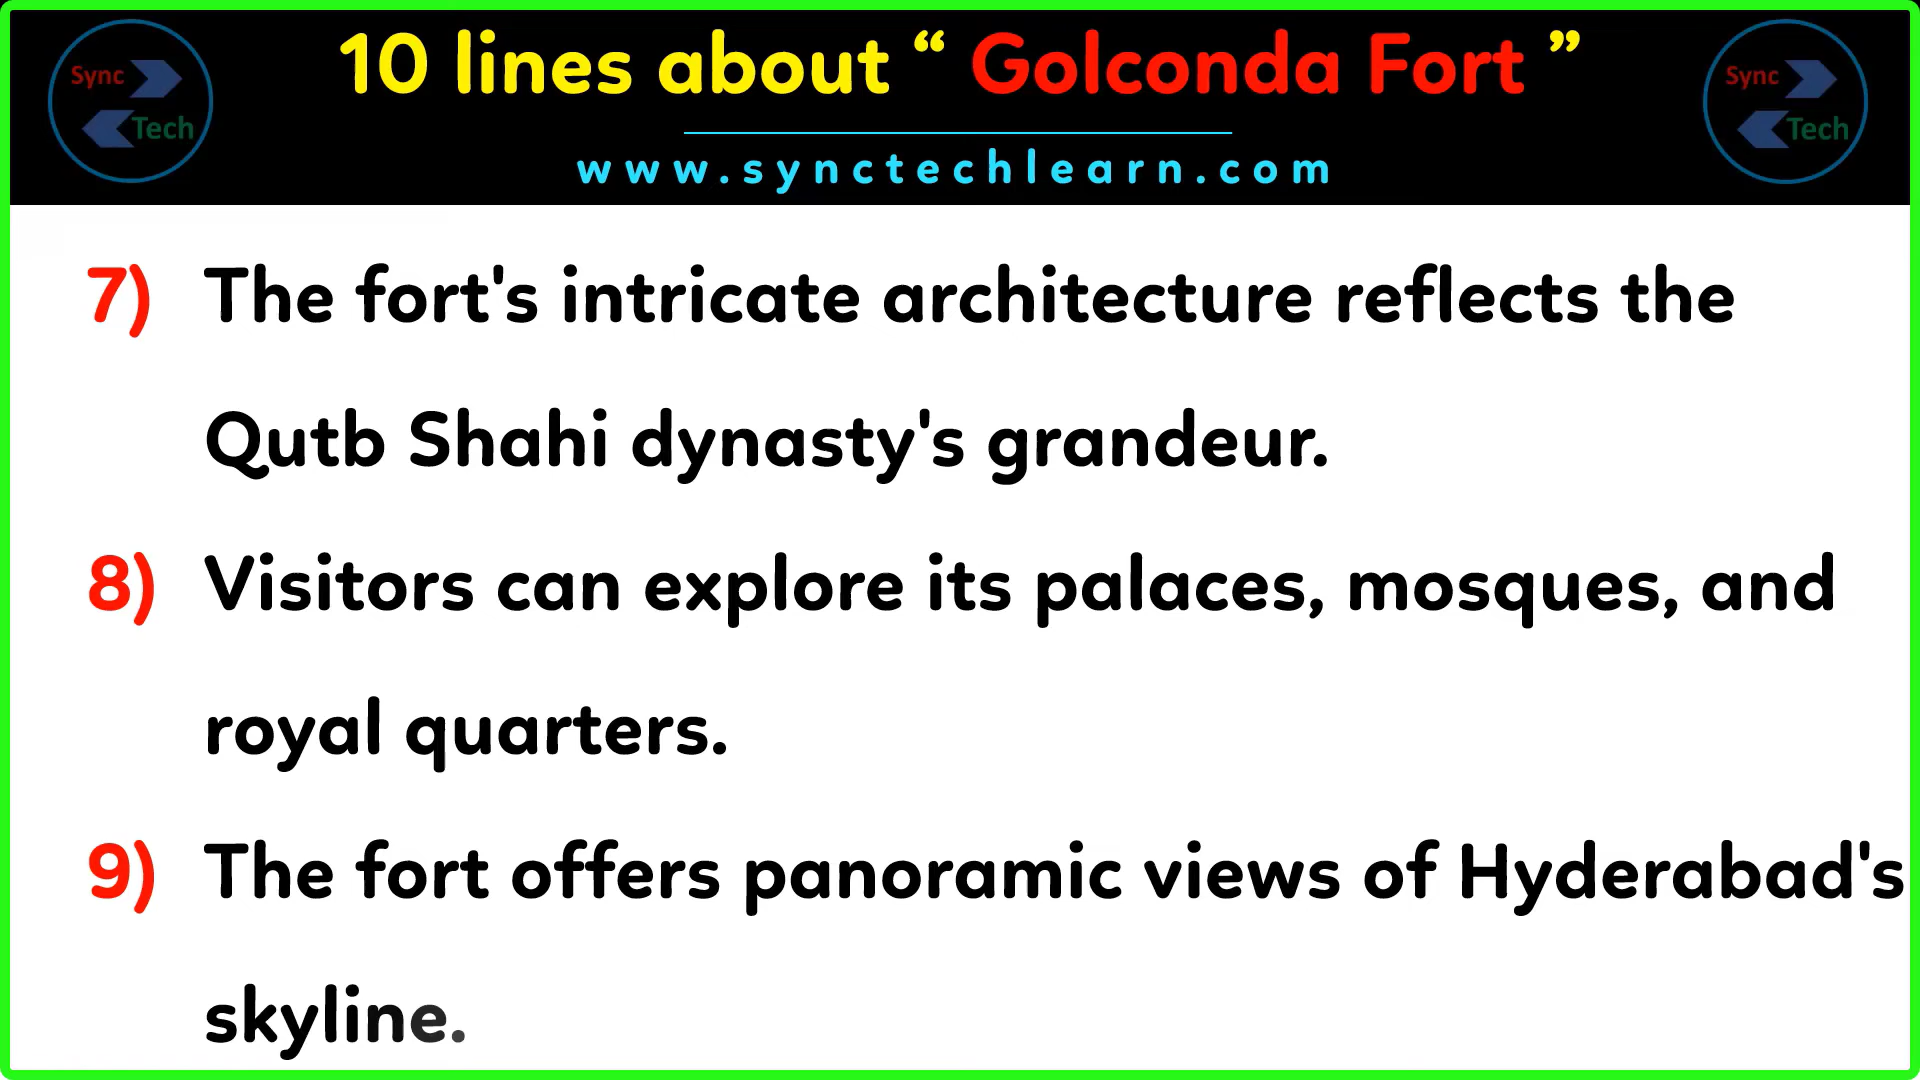 10 lines about “ Golconda Fort ”
Sync
Tech
Sync
Tech
www.synctechlearn.com
7) The fort's intricate architecture reflects the
Qutb Shahi dynasty's grandeur.
8) Visitors can explore its palaces, mosques, and
royal quarters.
9) The fort offers panoramic views of Hyderabad's
skyline.